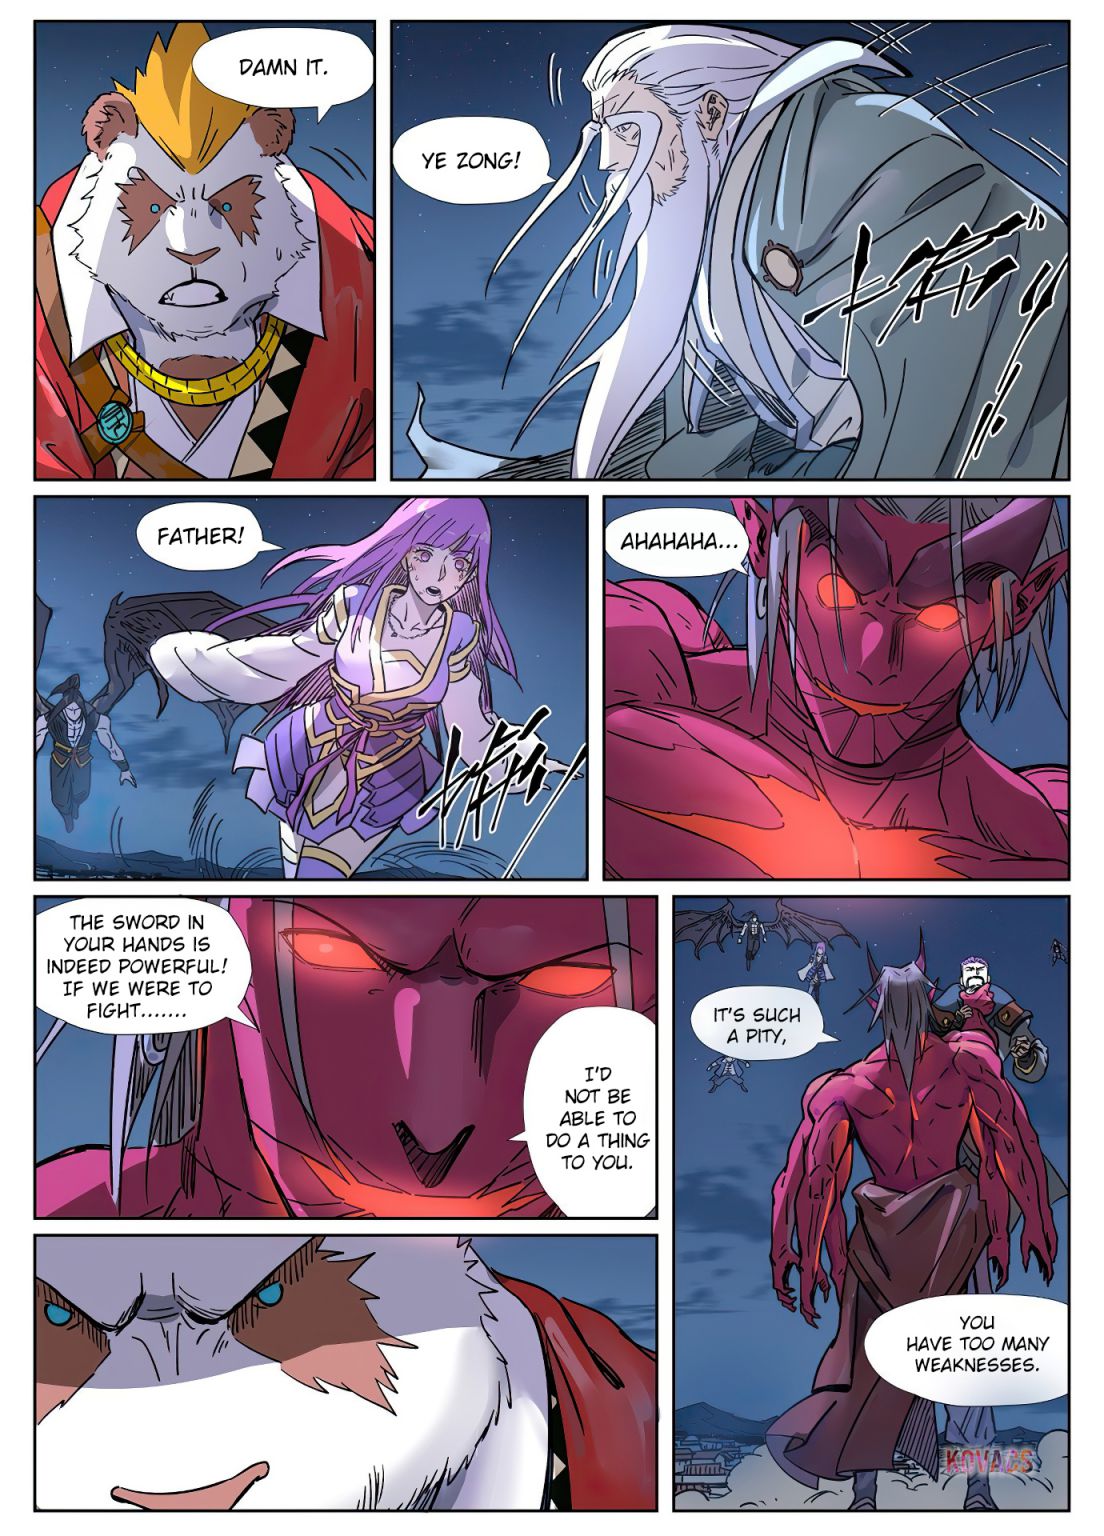 DAMN IT.
YE ZONG!
FATHER!
AHAHAHA...
THE SWORD IN
YOUR HANDS IS
INDEED POWERFUL!
IF WE WERE TO
FIGHT.......
I'D
NOT BE
ABLE TO
DO A THING
TO YOU.
IT'S SUCH
A PITY,
YOU
HAVE TOO MANY
WEAKNESSES.
KOVACS